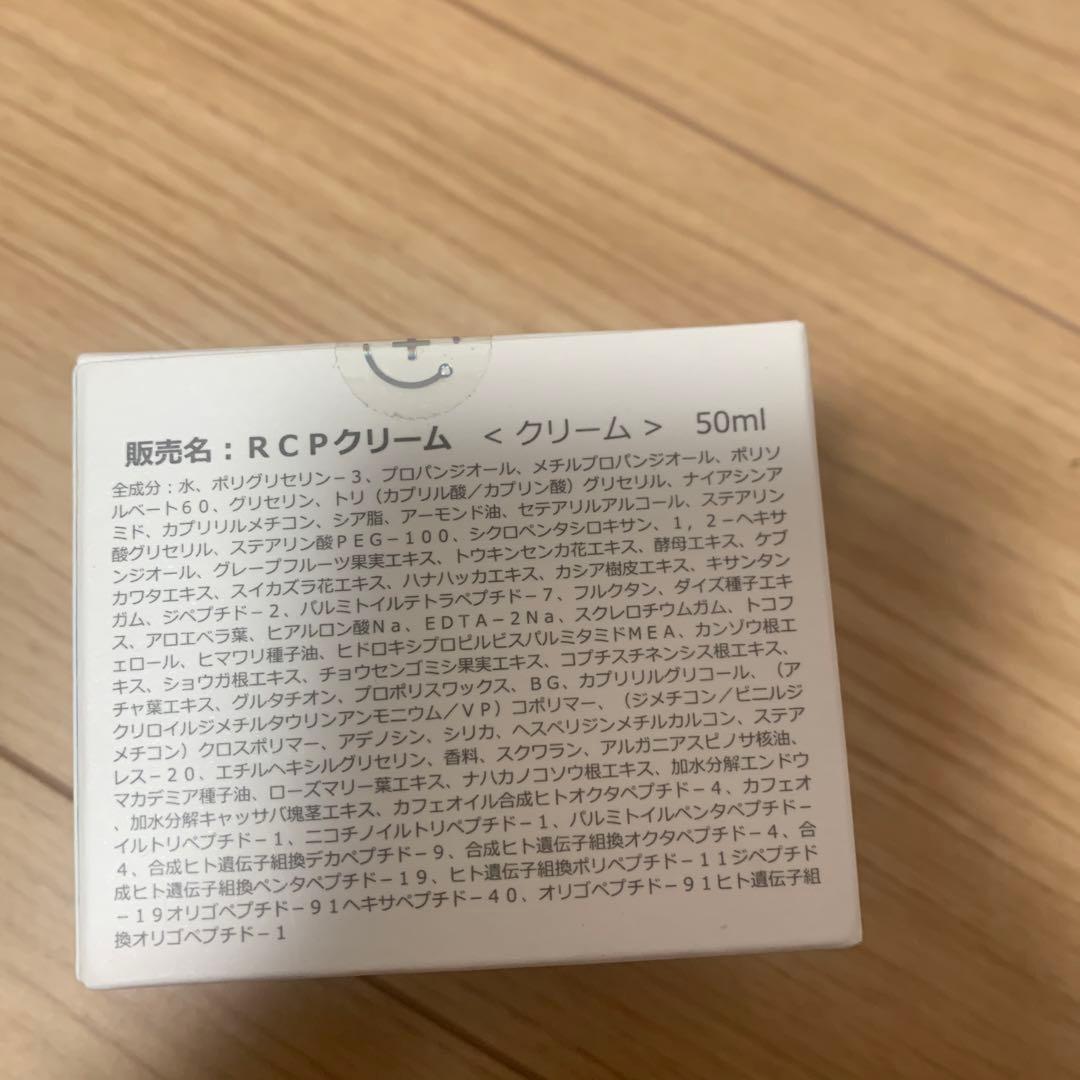 販売名：ＲＣＰクリーム ＜クリーム＞ 50ml
全成分：水、ポリグリセリン－３、プロパンジオール、メチルプロパンジオール、ポリソ
ルベート６０、グリセリン、トリ（カプリル酸／カプリン酸）グリセリル、ナイアシンア
ミド、カプリリルメチコン、シア脂、アーモンド油、セテアリルアルコール、ステアリン
酸グリセリル、ステアリン酸ＰＥＧ－１００、シクロペンタシロキサン、１，２－ヘキサ
ンジオール、グレープフルーツ果実エキス、トウキンセンカ花エキス、酵母エキス、ケブ
カワタエキス、スイカズラ花エキス、ハナハッカエキス、カシア樹皮エキス、キサンタン
ガム、ジペプチド－２、パルミトイルテトラペプチド－７、フルクタン、ダイズ種子エキ
ス、アロエベラ葉、ヒアルロン酸Ｎａ、ＥＤＴＡ－２Ｎａ、スクレロチウムガム、トコフ
ェロール、ヒマワリ種子油、ヒドロキシプロピルビスパルミタミドＭＥＡ、カンゾウ根エ
キス、ショウガ根エキス、チョウセンゴミシ果実エキス、コプチスチネンシス根エキス、
チャ葉エキス、グルタチオン、プロポリスワックス、ＢＧ、カプリリルグリコール、（ア
クリロイルジメチルタウリンアンモニウム／ＶＰ）コポリマー、（ジメチコン／ビニルジ
メチコン）クロスポリマー、アデノシン、シリカ、ヘスペリジンメチルカルコン、ステア
レス－２０、エチルヘキシルグリセリン、香料、スクワラン、アルガニアスピノサ核油、
マカデミア種子油、ローズマリー葉エキス、ナハカノコソウ根エキス、加水分解エンドウ
、加水分解キャッサバ塊茎エキス、カフェオイル合成ヒトオクタペプチド－４、カフェオ
イルトリペプチド－１、ニコチノイルトリペプチド－１、パルミトイルペンタペプチド－
４、合成ヒト遺伝子組換デカペプチド－９、合成ヒト遺伝子組換オクタペプチド－４、合
成ヒト遺伝子組換ペンタペプチド－１９、ヒト遺伝子組換ポリペプチド－１１ジペプチド
－１９オリゴペプチド－９１ヘキサペプチド－４０、オリゴペプチド－９１ヒト遺伝子組
換オリゴペプチド－１